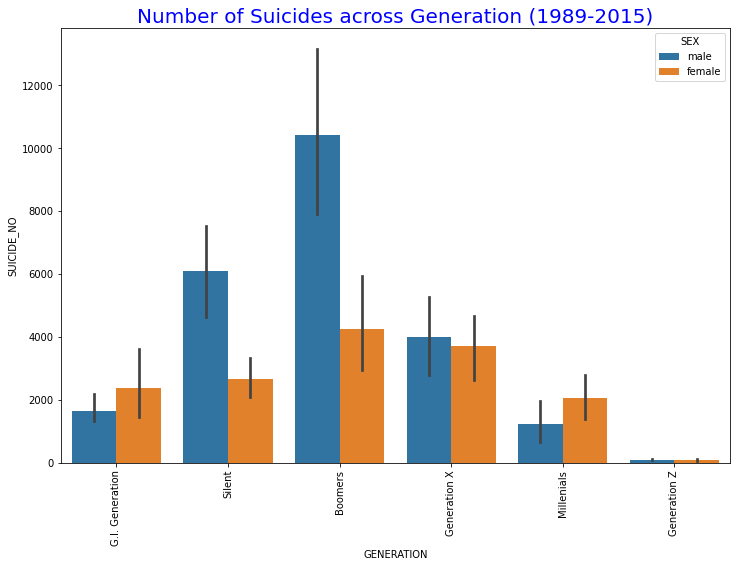 Number of Suicides across Generation (1989-2015)
SEX
male
female
12000
10000
8000
6000
4000
2000
0
SUICIDE_NO
G.I. Generation
Silent
Boomers
Generation X
Millenials
Generation Z
GENERATION